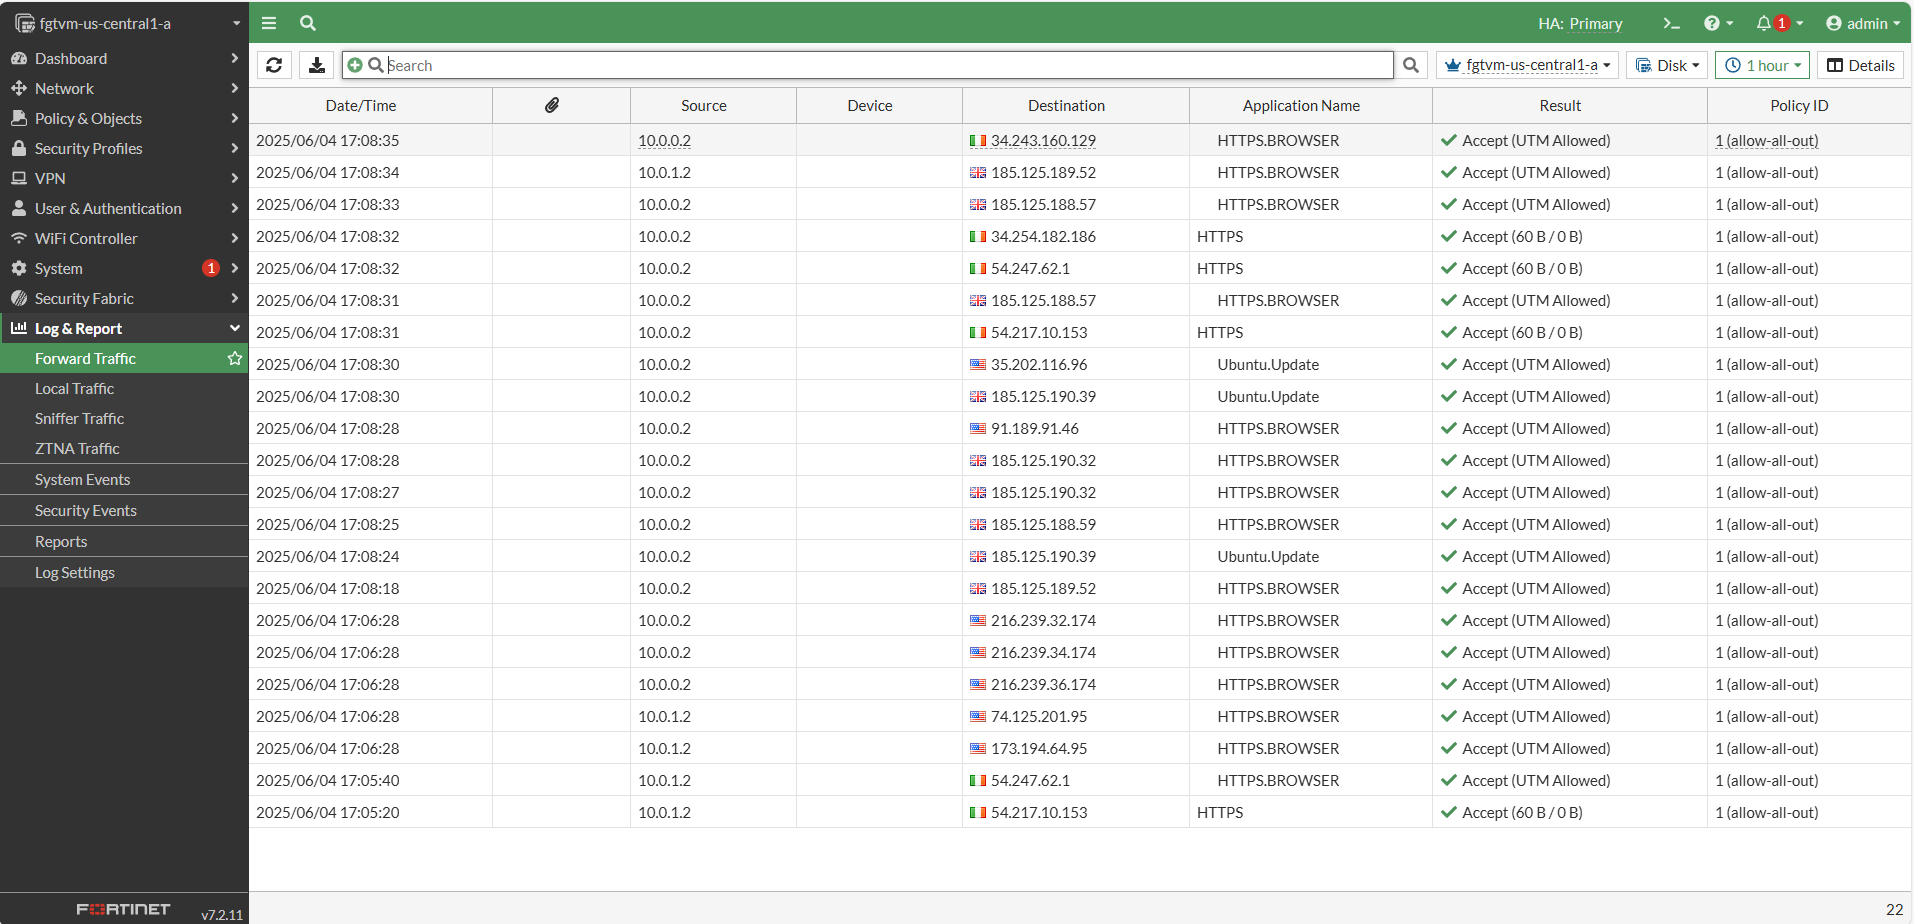 fgtvm-us-central1-a
HA: Primary
>_
1
admin
Dashboard
Network
Policy & Objects
Security Profiles
VPN
User & Authentication
WiFi Controller
System 1
Security Fabric
Log & Report
Forward Traffic
Local Traffic
Sniffer Traffic
ZTNA Traffic
System Events
Security Events
Reports
Log Settings
FORTINET v7.2.11
Search
fgtvm-us-central1-a Disk 1 hour Details
Date/Time Source Device Destination Application Name Result Policy ID
2025/06/04 17:08:35 10.0.0.2 34.243.160.129 HTTPS.BROWSER Accept (UTM Allowed) 1 (allow-all-out)
2025/06/04 17:08:34 10.0.1.2 185.125.189.52 HTTPS.BROWSER Accept (UTM Allowed) 1 (allow-all-out)
2025/06/04 17:08:33 10.0.0.2 185.125.188.57 HTTPS.BROWSER Accept (UTM Allowed) 1 (allow-all-out)
2025/06/04 17:08:32 10.0.0.2 34.254.182.186 HTTPS Accept (60 B / 0 B) 1 (allow-all-out)
2025/06/04 17:08:32 10.0.0.2 54.247.62.1 HTTPS Accept (60 B / 0 B) 1 (allow-all-out)
2025/06/04 17:08:31 10.0.0.2 185.125.188.57 HTTPS.BROWSER Accept (UTM Allowed) 1 (allow-all-out)
2025/06/04 17:08:31 10.0.0.2 54.217.10.153 HTTPS Accept (60 B / 0 B) 1 (allow-all-out)
2025/06/04 17:08:30 10.0.0.2 35.202.116.96 Ubuntu.Update Accept (UTM Allowed) 1 (allow-all-out)
2025/06/04 17:08:30 10.0.0.2 185.125.190.39 Ubuntu.Update Accept (UTM Allowed) 1 (allow-all-out)
2025/06/04 17:08:28 10.0.0.2 91.189.91.46 HTTPS.BROWSER Accept (UTM Allowed) 1 (allow-all-out)
2025/06/04 17:08:28 10.0.0.2 185.125.190.32 HTTPS.BROWSER Accept (UTM Allowed) 1 (allow-all-out)
2025/06/04 17:08:27 10.0.0.2 185.125.190.32 HTTPS.BROWSER Accept (UTM Allowed) 1 (allow-all-out)
2025/06/04 17:08:25 10.0.0.2 185.125.188.59 HTTPS.BROWSER Accept (UTM Allowed) 1 (allow-all-out)
2025/06/04 17:08:24 10.0.0.2 185.125.190.39 Ubuntu.Update Accept (UTM Allowed) 1 (allow-all-out)
2025/06/04 17:08:18 10.0.0.2 185.125.189.52 HTTPS.BROWSER Accept (UTM Allowed) 1 (allow-all-out)
2025/06/04 17:06:28 10.0.0.2 216.239.32.174 HTTPS.BROWSER Accept (UTM Allowed) 1 (allow-all-out)
2025/06/04 17:06:28 10.0.0.2 216.239.34.174 HTTPS.BROWSER Accept (UTM Allowed) 1 (allow-all-out)
2025/06/04 17:06:28 10.0.0.2 216.239.36.174 HTTPS.BROWSER Accept (UTM Allowed) 1 (allow-all-out)
2025/06/04 17:06:28 10.0.1.2 74.125.201.95 HTTPS.BROWSER Accept (UTM Allowed) 1 (allow-all-out)
2025/06/04 17:06:28 10.0.1.2 173.194.64.95 HTTPS.BROWSER Accept (UTM Allowed) 1 (allow-all-out)
2025/06/04 17:05:40 10.0.1.2 54.247.62.1 HTTPS.BROWSER Accept (UTM Allowed) 1 (allow-all-out)
2025/06/04 17:05:20 10.0.1.2 54.217.10.153 HTTPS Accept (60 B / 0 B) 1 (allow-all-out)
22